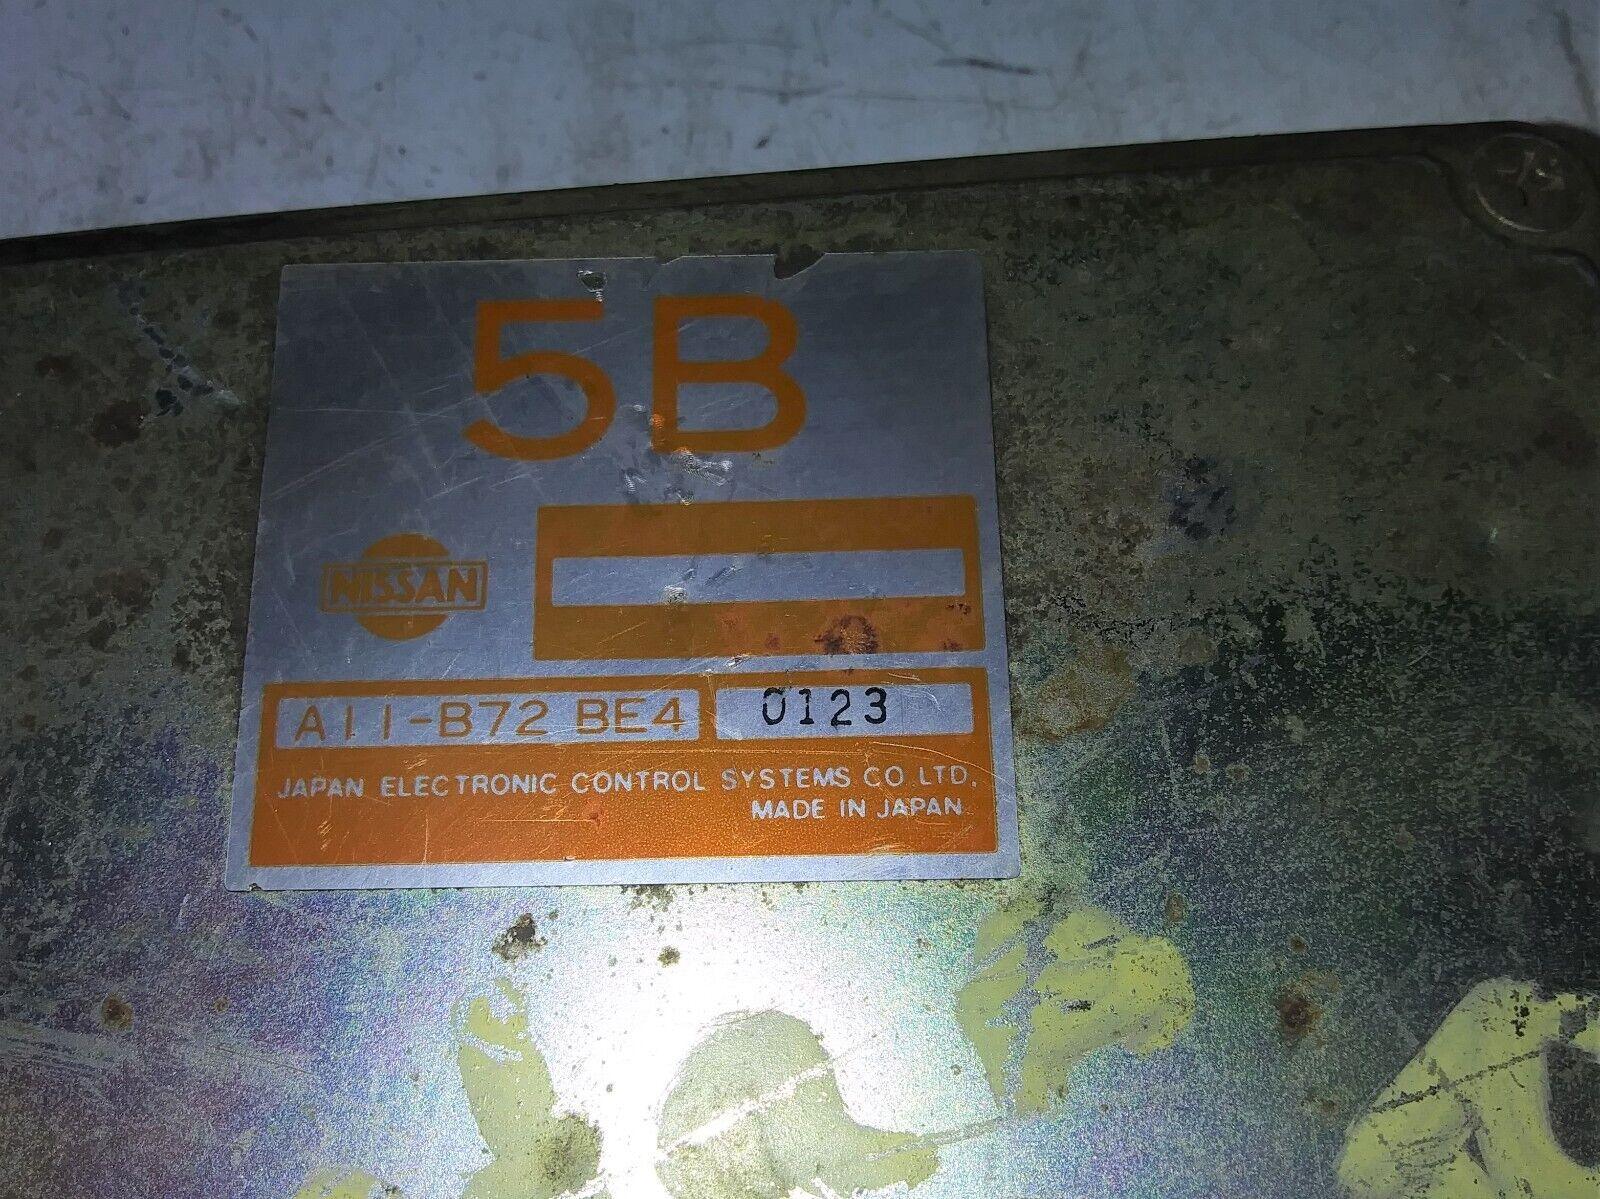 5B
NISSAN
A11-B72 BE4 0123
JAPAN ELECTRONIC CONTROL SYSTEMS CO.LTD.
MADE IN JAPAN